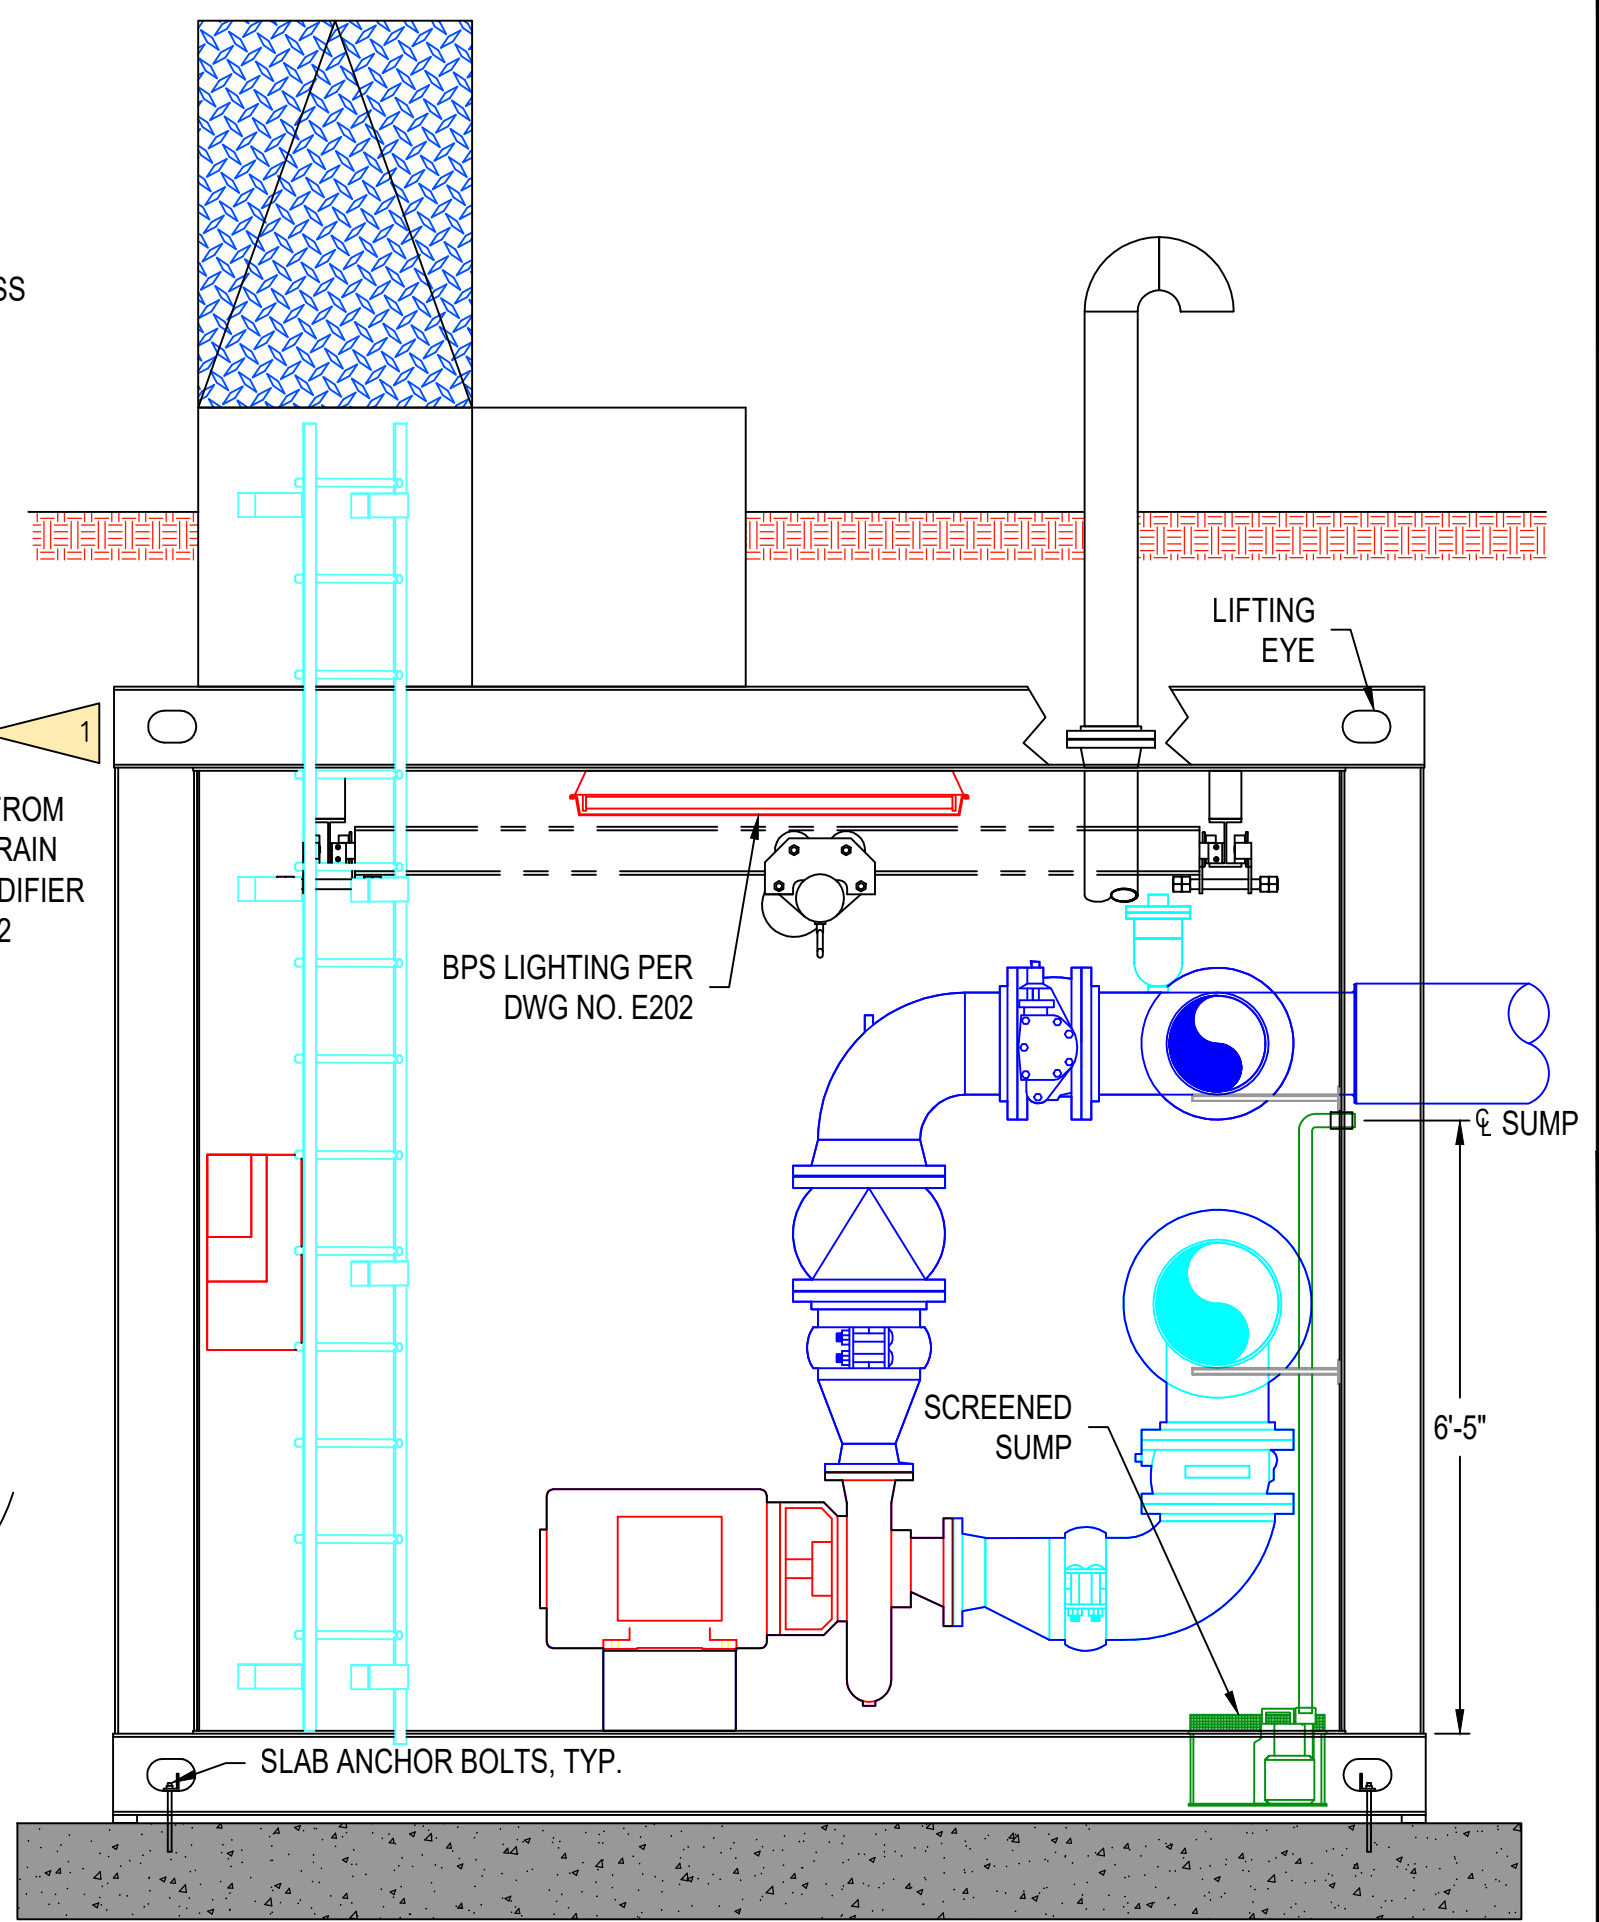 SS
LIFTING
EYE
1
FROM
RAIN
DIFIER
2
BPS LIGHTING PER
DWG NO. E202
℄ SUMP
SCREENED
SUMP
6'-5"
SLAB ANCHOR BOLTS, TYP.